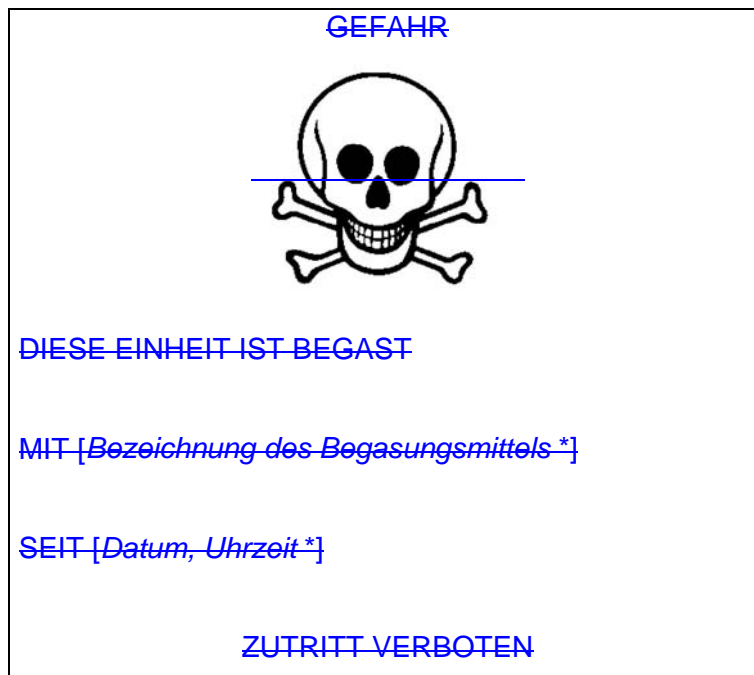 GEFAHR
DIESE EINHEIT IST BEGAST
MIT [Bezeichnung des Begasungsmittels *]
SEIT [Datum, Uhrzeit *]
ZUTRITT VERBOTEN